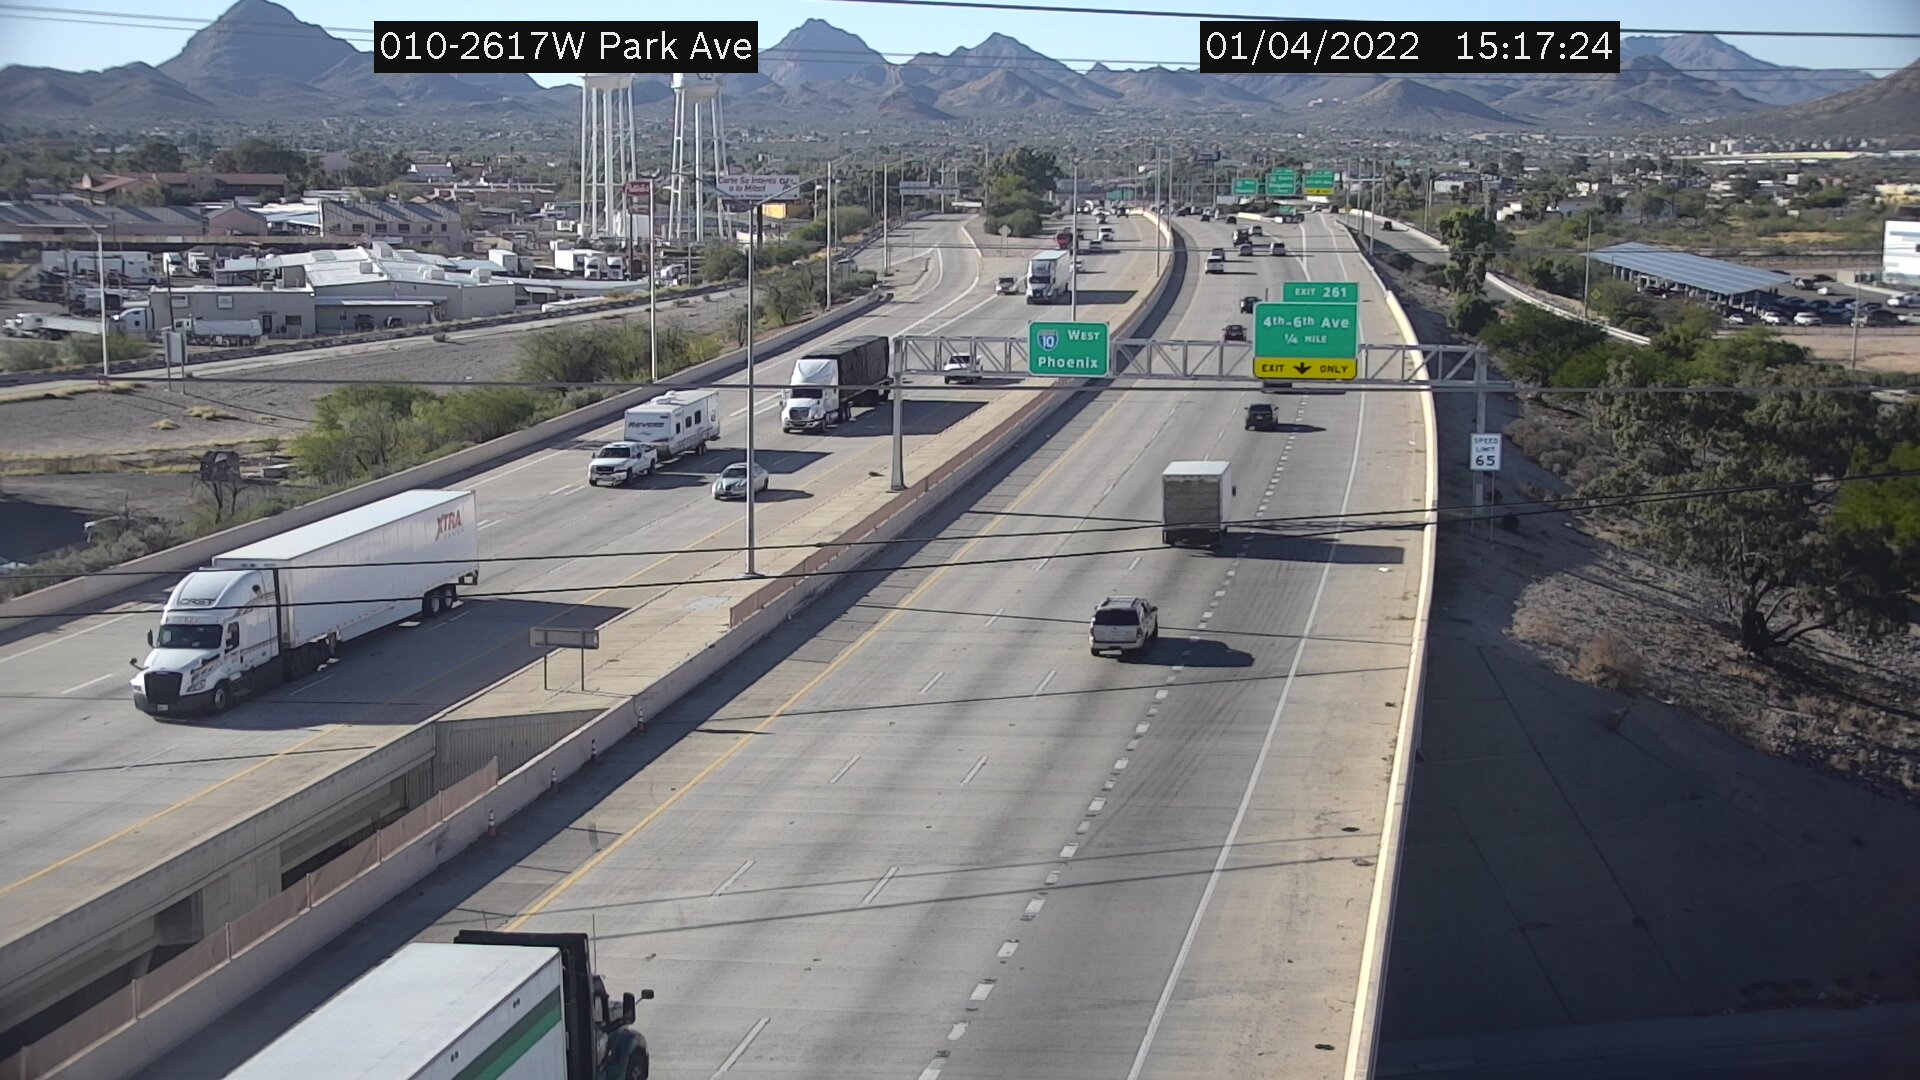 010-2617W Park Ave
01/04/2022 15:17:24
EXIT 261
4th-6th Ave
1/4 MILE
EXIT ONLY
10 WEST
Phoenix
SPEED
LIMIT
65
REVERE
XTRA